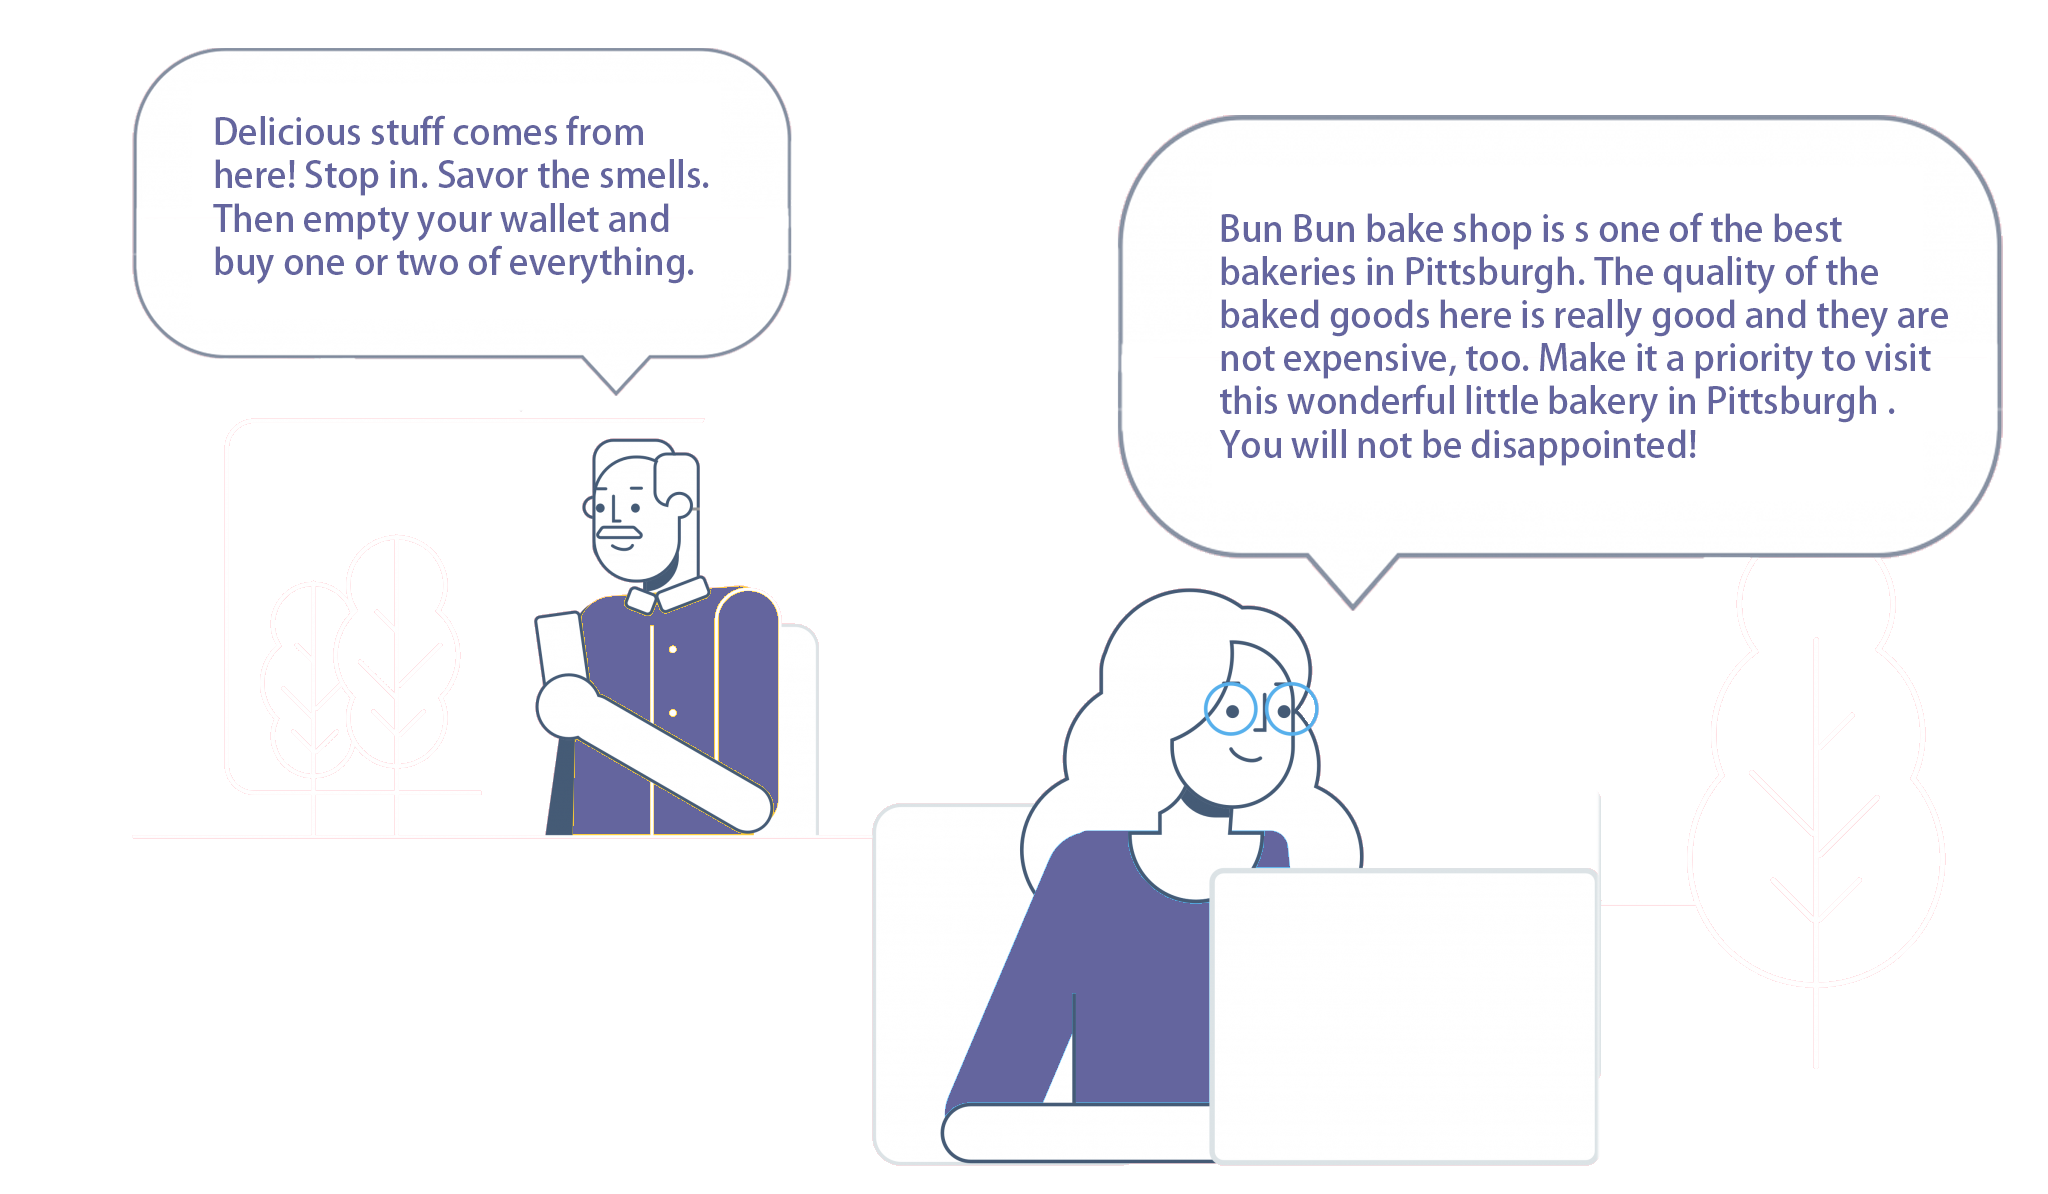 Delicious stuff comes from
here! Stop in. Savor the smells.
Then empty your wallet and
buy one or two of everything.
Bun Bun bake shop is s one of the best
bakeries in Pittsburgh. The quality of the
baked goods here is really good and they are
not expensive, too. Make it a priority to visit
this wonderful little bakery in Pittsburgh .
You will not be disappointed!